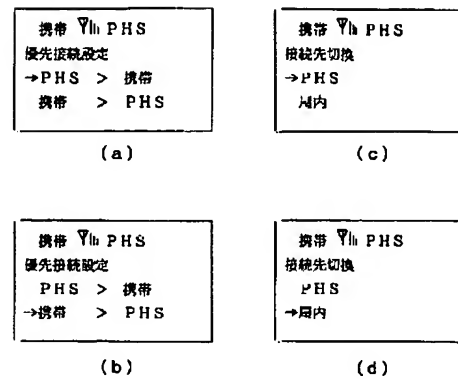 携帯 PHS
優先接続設定
→PHS > 携帯
携帯 > PHS
(a)
携帯 PHS
接続先切換
→PHS
局内
(c)
携帯 PHS
優先接続設定
PHS > 携帯
→携帯 > PHS
(b)
携帯 PHS
接続先切換
PHS
→局内
(d)